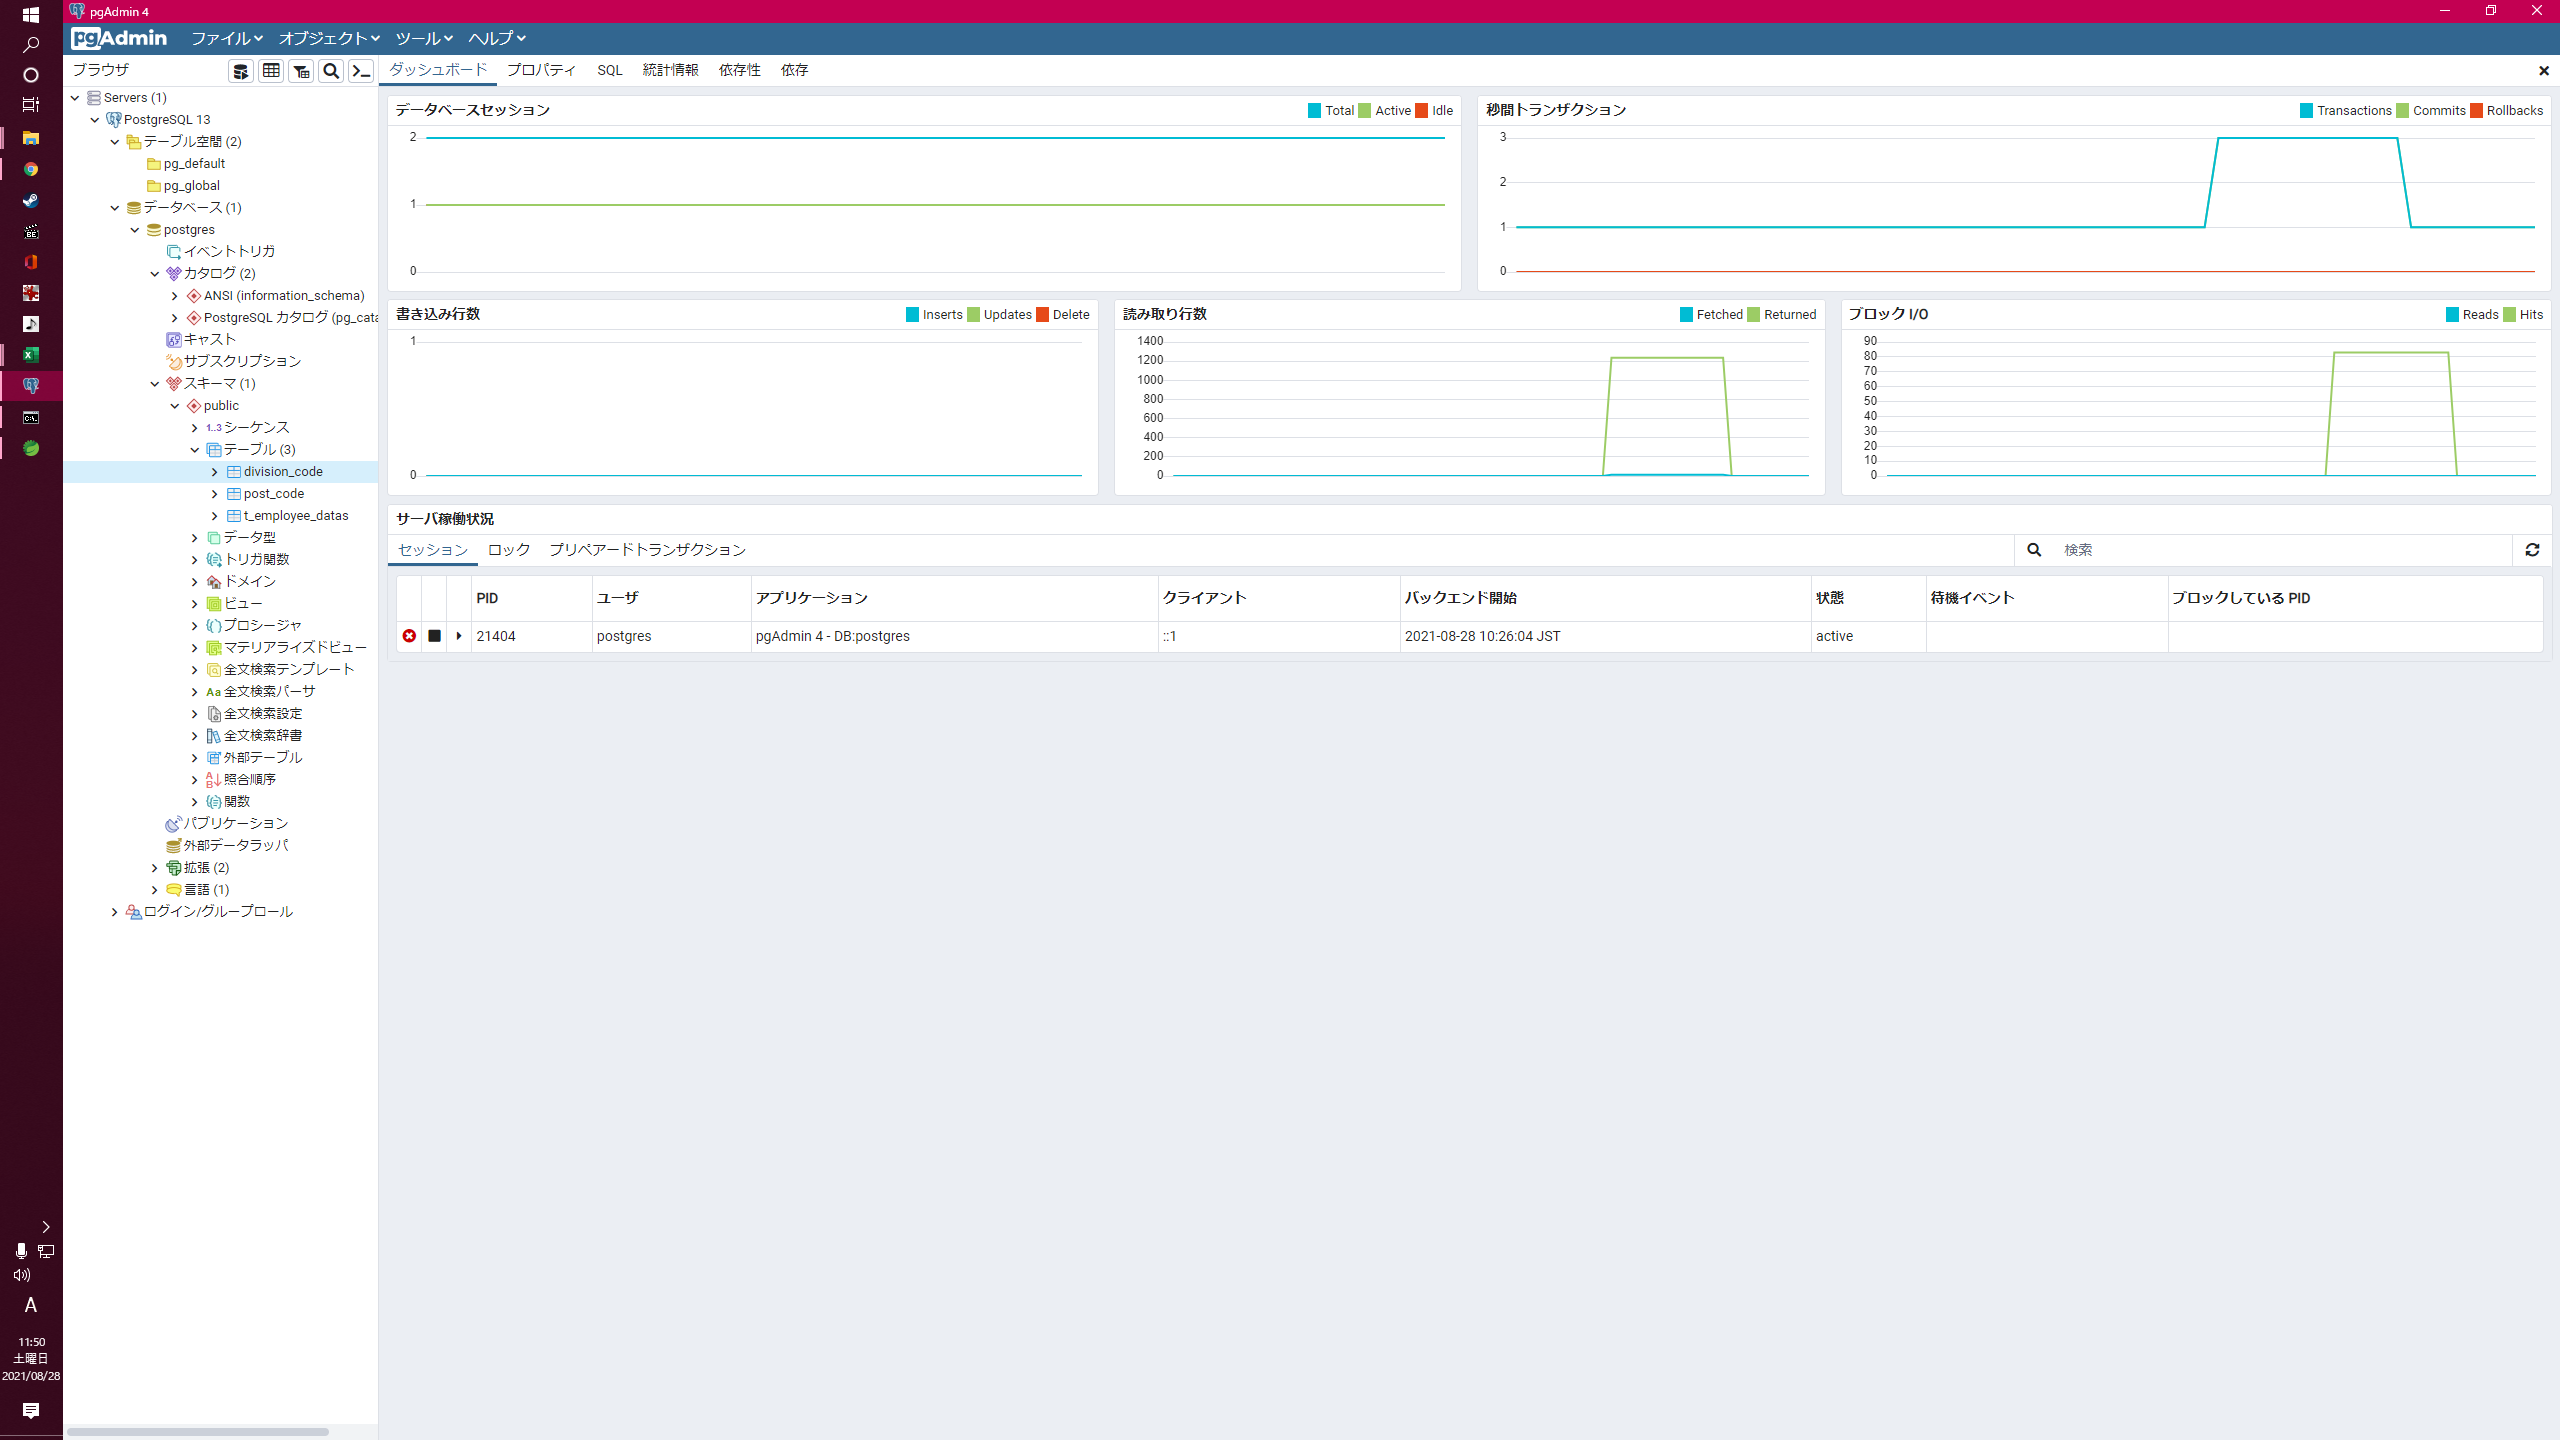 pgAdmin 4
pgAdmin ファイル オブジェクト ツール ヘルプ
ブラウザ
ダッシュボード プロパティ SQL 統計情報 依存性 依存
Servers (1)
PostgreSQL 13
テーブル空間 (2)
pg_default
pg_global
データベース (1)
postgres
イベントトリガ
カタログ (2)
ANSI (information_schema)
PostgreSQL カタログ (pg_cata
キャスト
サブスクリプション
スキーマ (1)
public
1..3 シーケンス
テーブル (3)
division_code
post_code
t_employee_datas
データ型
トリガ関数
ドメイン
ビュー
プロシージャ
マテリアライズドビュー
全文検索テンプレート
Aa 全文検索パーサ
全文検索設定
全文検索辞書
外部テーブル
照合順序
関数
パブリケーション
外部データラッパ
拡張 (2)
言語 (1)
ログイン/グループロール
データベースセッション Total Active Idle
2
1
0
秒間トランザクション Transactions Commits Rollbacks
3
2
1
0
書き込み行数 Inserts Updates Delete
1
0
読み取り行数 Fetched Returned
1400
1200
1000
800
600
400
200
0
ブロック I/O Reads Hits
90
80
70
60
50
40
30
20
10
0
サーバ稼働状況
セッション ロック プリペアードトランザクション 検索
PID ユーザ アプリケーション クライアント バックエンド開始 状態 待機イベント ブロックしている PID
21404 postgres pgAdmin 4 - DB:postgres ::1 2021-08-28 10:26:04 JST active
A
11:50
土曜日
2021/08/28